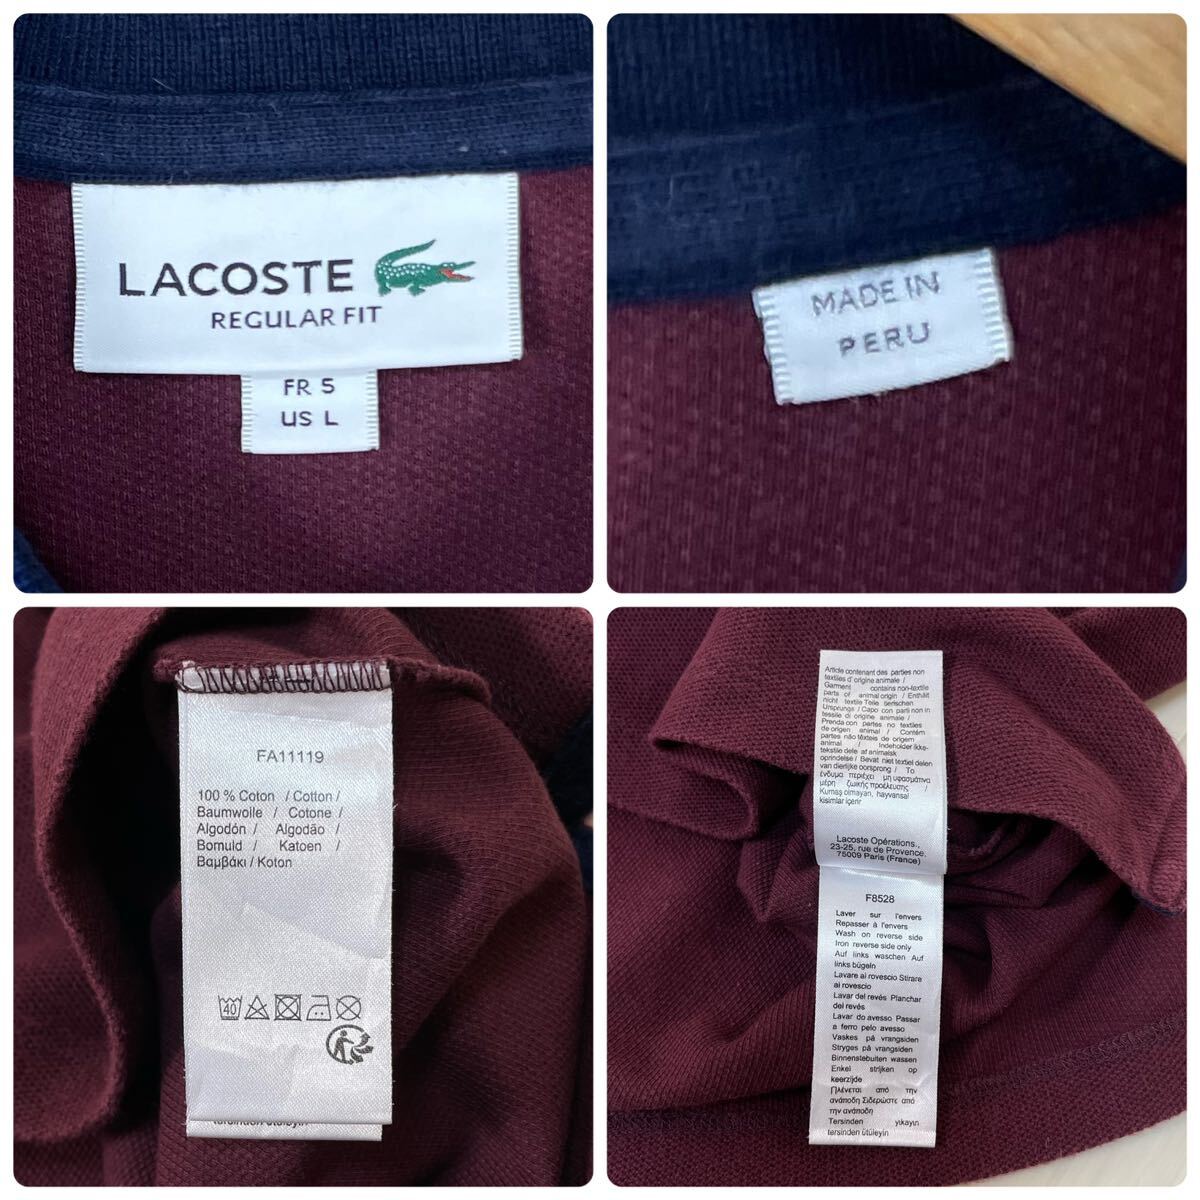 LACOSTE
REGULAR FIT
FR 5
US L
MADE IN
PERU
FA11119
100 % Coton / Cotton /
Baumwolle / Cotone /
Algodón / Algodão /
Bomuld / Katoen /
Βαμβάκι / Koton
40
tersinden ütüleyin
Article contenant des parties non
textiles d' origine animale /
Garment contains non-textile
parts of animal origin / Enthält
nicht textile Teile tierischen
Ursprungs / Capo con parti non in
tessile di origine animale /
Prenda con partes no textiles
de origen animal / Contém
partes não têxteis de origem
animal / Indeholder ikke-
tekstile dele af animalsk
oprindelse / Bevat niet textiel delen
van dierlijke oorsprong / Το
ένδυμα περιέχει μη υφασμάτινα
μέρη ζωικής προέλευσης /
Kumaş olmayan, hayvansal
kısımlar içerir
Lacoste Opérations.,
23-25, rue de Provence,
75009 Paris (France)
F8528
Laver sur l'envers
Repasser à l'envers
Wash on reverse side
Iron reverse side only
Auf links waschen Auf
links bügeln
Lavare al rovescio Stirare
al rovescio
Lavar del revés Planchar
del revés
Lavar do avesso Passar
a ferro pelo avesso
Vaskes på vrangsiden
Stryges på vrangsiden
Binnenstebuiten wassen
Enkel strijken op
keerzijde
Πλένεται από την
ανάποδη Σιδερώστε από
την ανάποδη
Tersinden yıkayın
tersinden ütüleyin